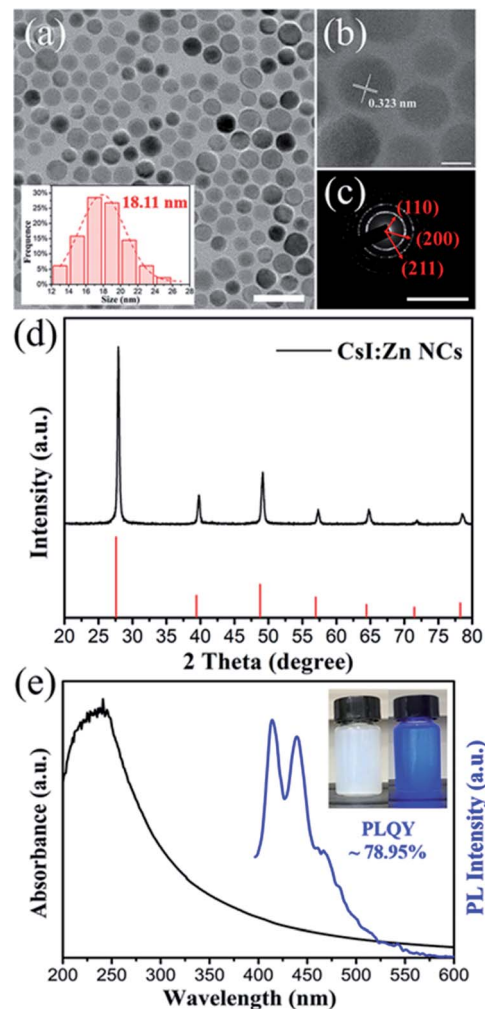 (a)
30%
25%
20%
15%
10%
5%
0%
Frequence
18.11 nm
12 14 16 18 20 22 24 26 28
Size (nm)
(b)
0.323 nm
(c)
(110)
(200)
(211)
(d)
CsI:Zn NCs
Intensity (a.u.)
20 25 30 35 40 45 50 55 60 65 70 75 80
2 Theta (degree)
(e)
Absorbance (a.u.)
PLQY
~ 78.95%
PL Intensity (a.u.)
200 250 300 350 400 450 500 550 600
Wavelength (nm)